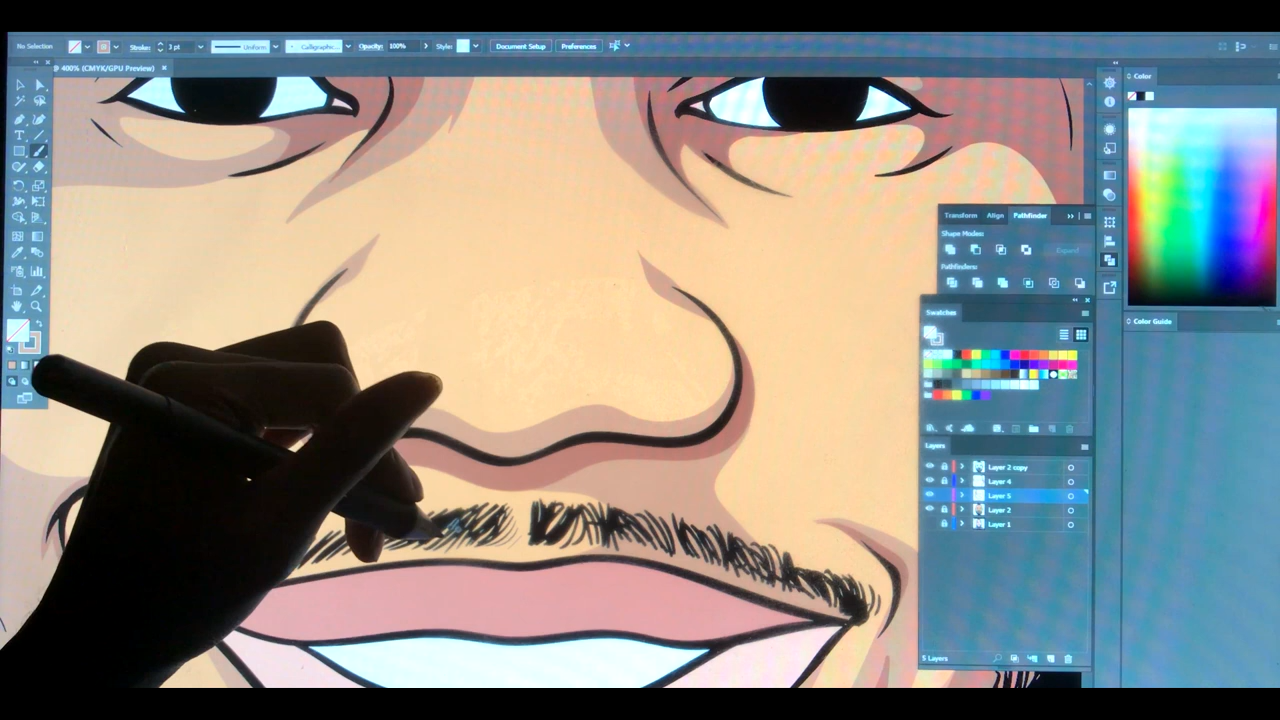 No Selection Stroke: 3 pt Uniform Calligraphic... Opacity: 100% Style: Document Setup Preferences
@ 400% (CMYK/GPU Preview)
Color
Transform Align Pathfinder
Shape Modes:
Expand
Pathfinders:
Swatches
Color Guide
Layers
Layer 2 copy
Layer 4
Layer 5
Layer 2
Layer 1
5 Layers